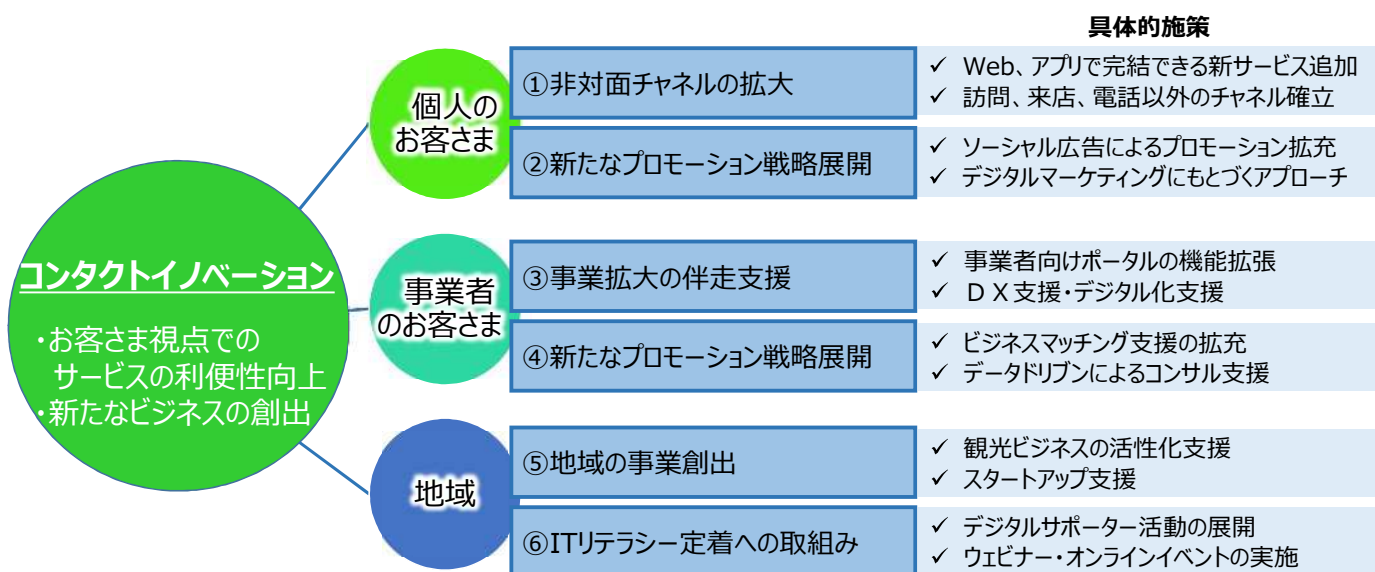 具体的施策
コンタクトイノベーション
・お客さま視点での
サービスの利便性向上
・新たなビジネスの創出
個人の
お客さま
①非対面チャネルの拡大
✓ Web、アプリで完結できる新サービス追加
✓ 訪問、来店、電話以外のチャネル確立
②新たなプロモーション戦略展開
✓ ソーシャル広告によるプロモーション拡充
✓ デジタルマーケティングにもとづくアプローチ
事業者
のお客さま
③事業拡大の伴走支援
✓ 事業者向けポータルの機能拡張
✓ ＤＸ支援・デジタル化支援
④新たなプロモーション戦略展開
✓ ビジネスマッチング支援の拡充
✓ データドリブンによるコンサル支援
地域
⑤地域の事業創出
✓ 観光ビジネスの活性化支援
✓ スタートアップ支援
⑥ITリテラシー定着への取組み
✓ デジタルサポーター活動の展開
✓ ウェビナー・オンラインイベントの実施